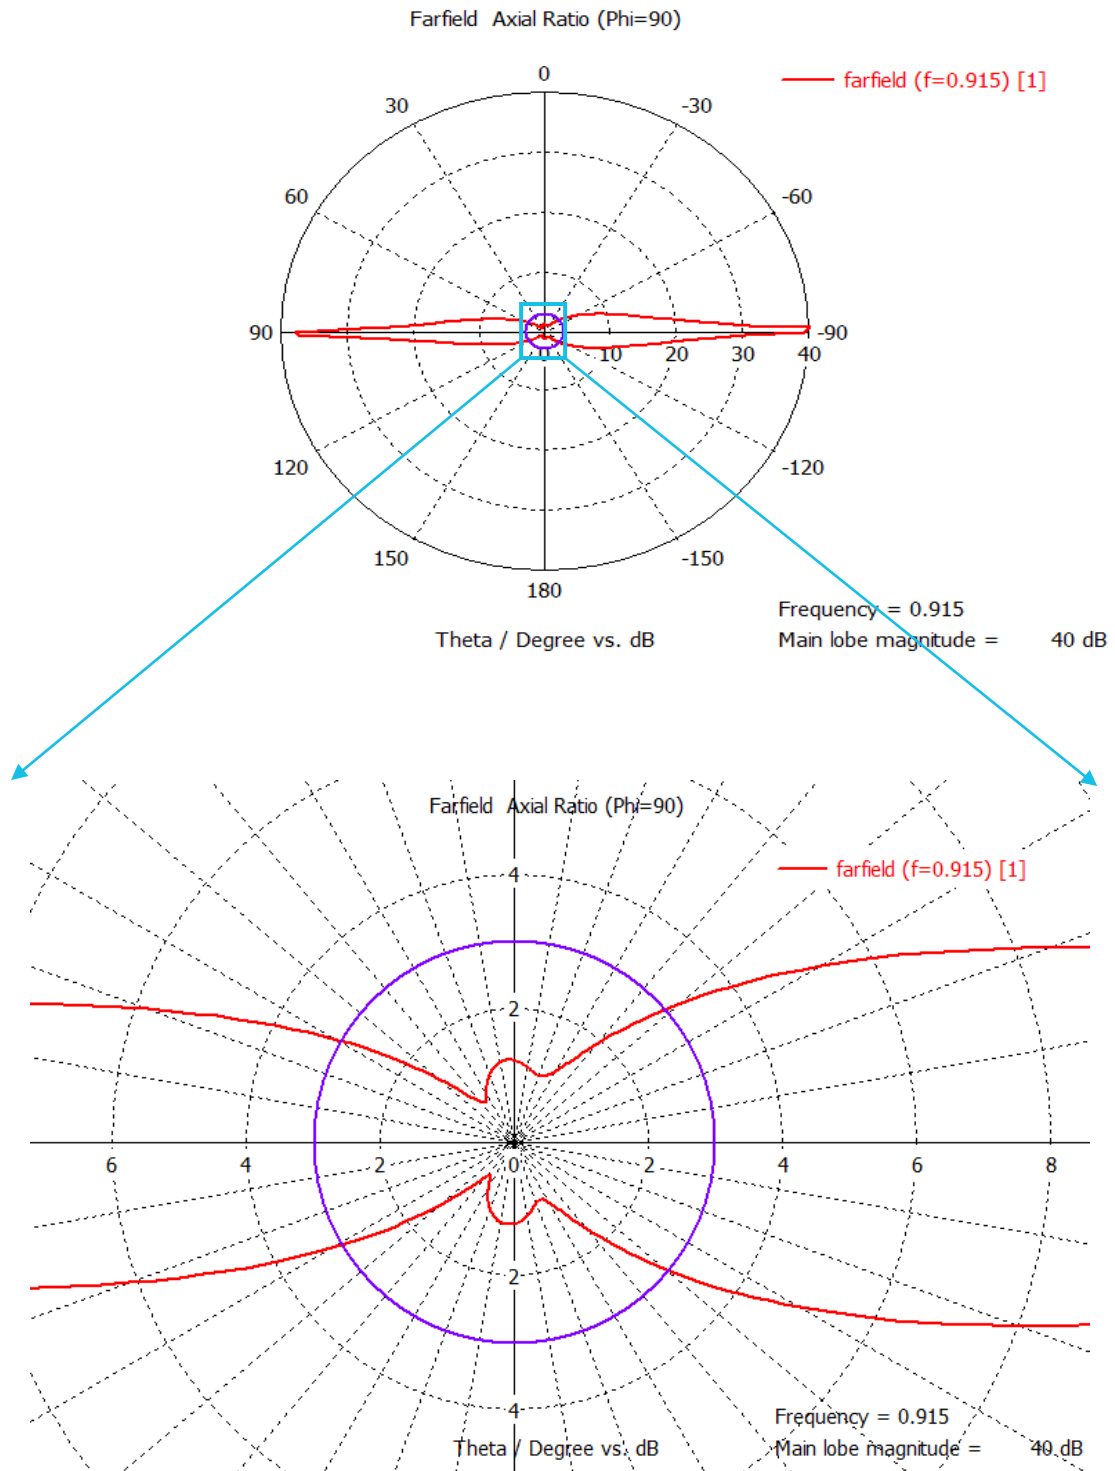 Farfield Axial Ratio (Phi=90)
farfield (f=0.915) [1]
0
30
-30
60
-60
90
-90
0
10
20
30
40
120
-120
150
-150
180
Frequency = 0.915
Theta / Degree vs. dB
Main lobe magnitude = 40 dB
Farfield Axial Ratio (Phi=90)
farfield (f=0.915) [1]
4
2
6
4
2
0
2
4
6
8
2
4
Frequency = 0.915
Theta / Degree vs. dB
Main lobe magnitude = 40 dB